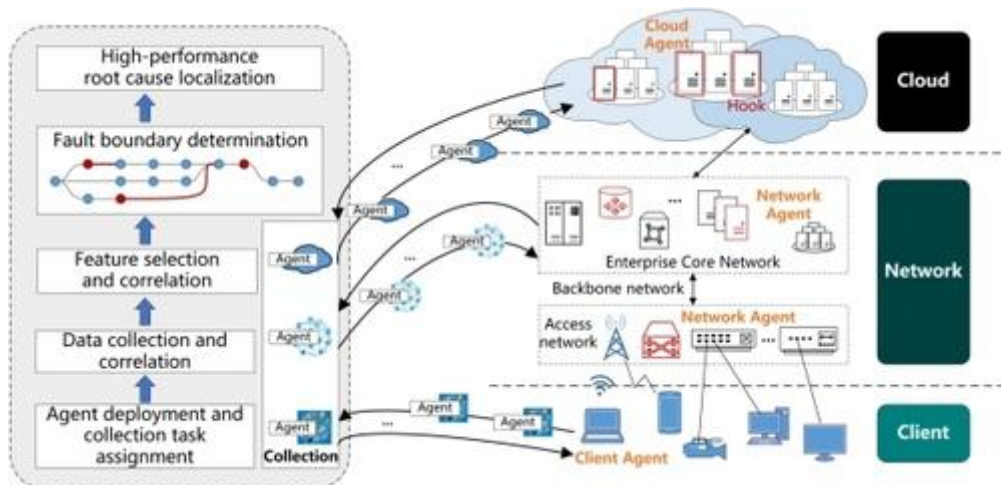 High-performance
root cause localization
Fault boundary determination
Feature selection
and correlation
Data collection and
correlation
Agent deployment and
collection task
assignment
Agent
Agent
Agent
Collection
Agent
Agent
Agent
...
Agent
Agent
...
Agent
Agent
...
Cloud
Agent
Hook
Cloud
...
Network
Agent
Enterprise Core Network
Backbone network
Access
network
Network Agent
...
Network
Client Agent
Client